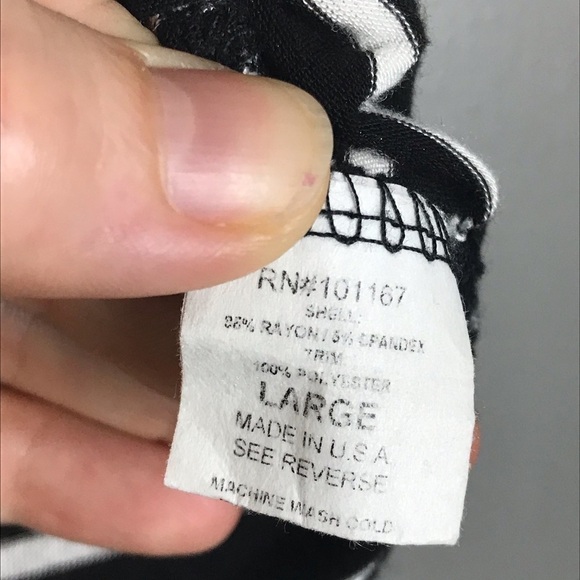 RN#101167
SHELL:
95% RAYON / 5% SPANDEX
TRIM
100% POLYESTER
LARGE
MADE IN U.S.A
SEE REVERSE
MACHINE WASH COLD